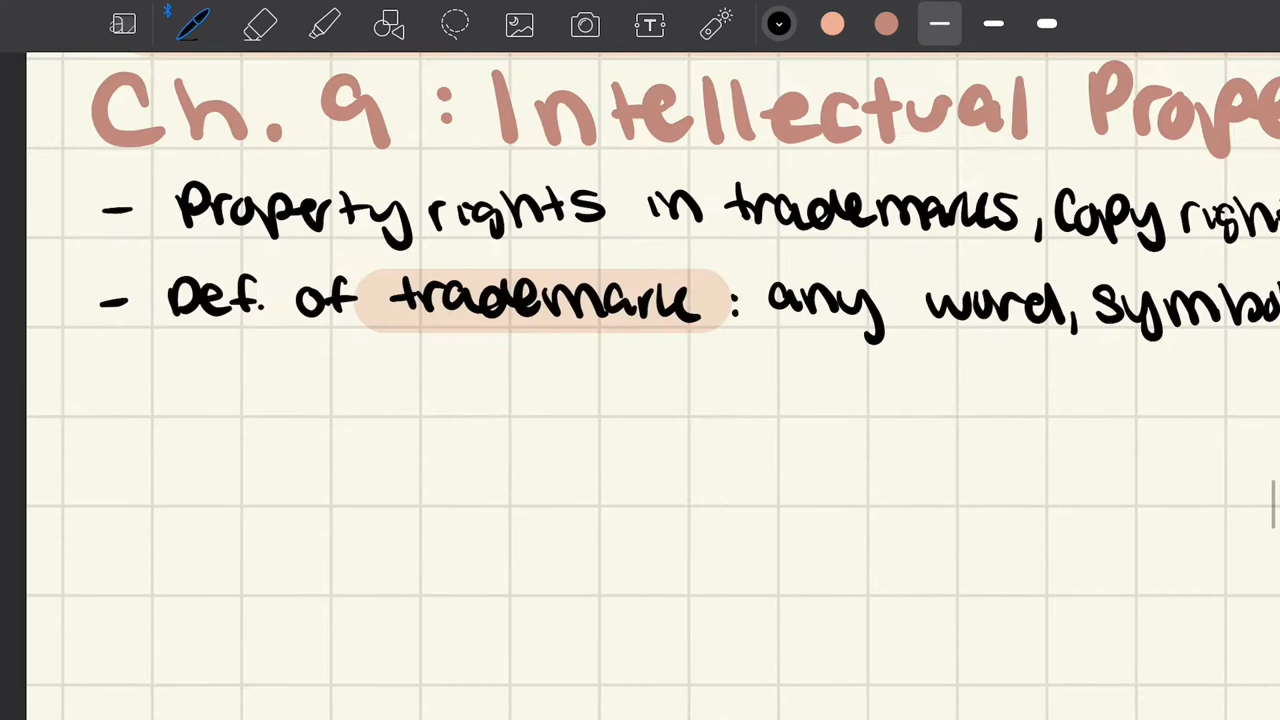 Ch. 9 : Intellectual Prope
- Property rights in trademarks, Copy righ
- Def. of trademark : any word, symbo